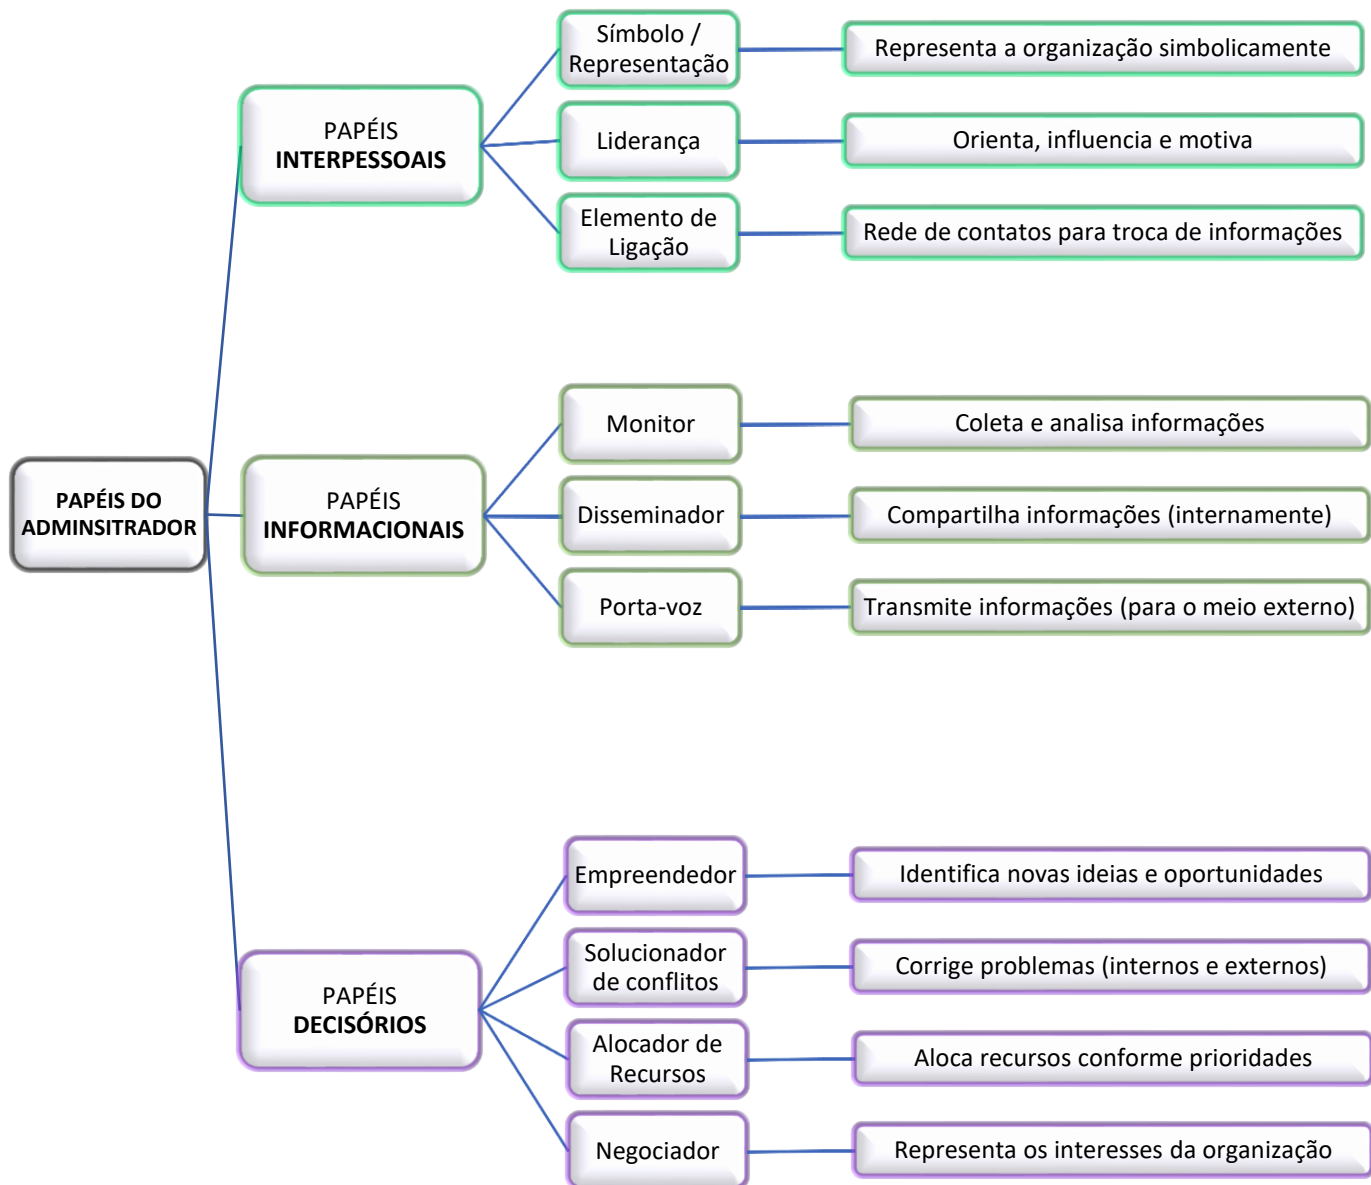 Símbolo /
Representação
Representa a organização simbolicamente
PAPÉIS
INTERPESSOAIS
Liderança
Orienta, influencia e motiva
Elemento de
Ligação
Rede de contatos para troca de informações
Monitor
Coleta e analisa informações
PAPÉIS DO
ADMINSITRADOR
PAPÉIS
INFORMACIONAIS
Disseminador
Compartilha informações (internamente)
Porta-voz
Transmite informações (para o meio externo)
Empreendedor
Identifica novas ideias e oportunidades
Solucionador
de conflitos
Corrige problemas (internos e externos)
PAPÉIS
DECISÓRIOS
Alocador de
Recursos
Aloca recursos conforme prioridades
Negociador
Representa os interesses da organização